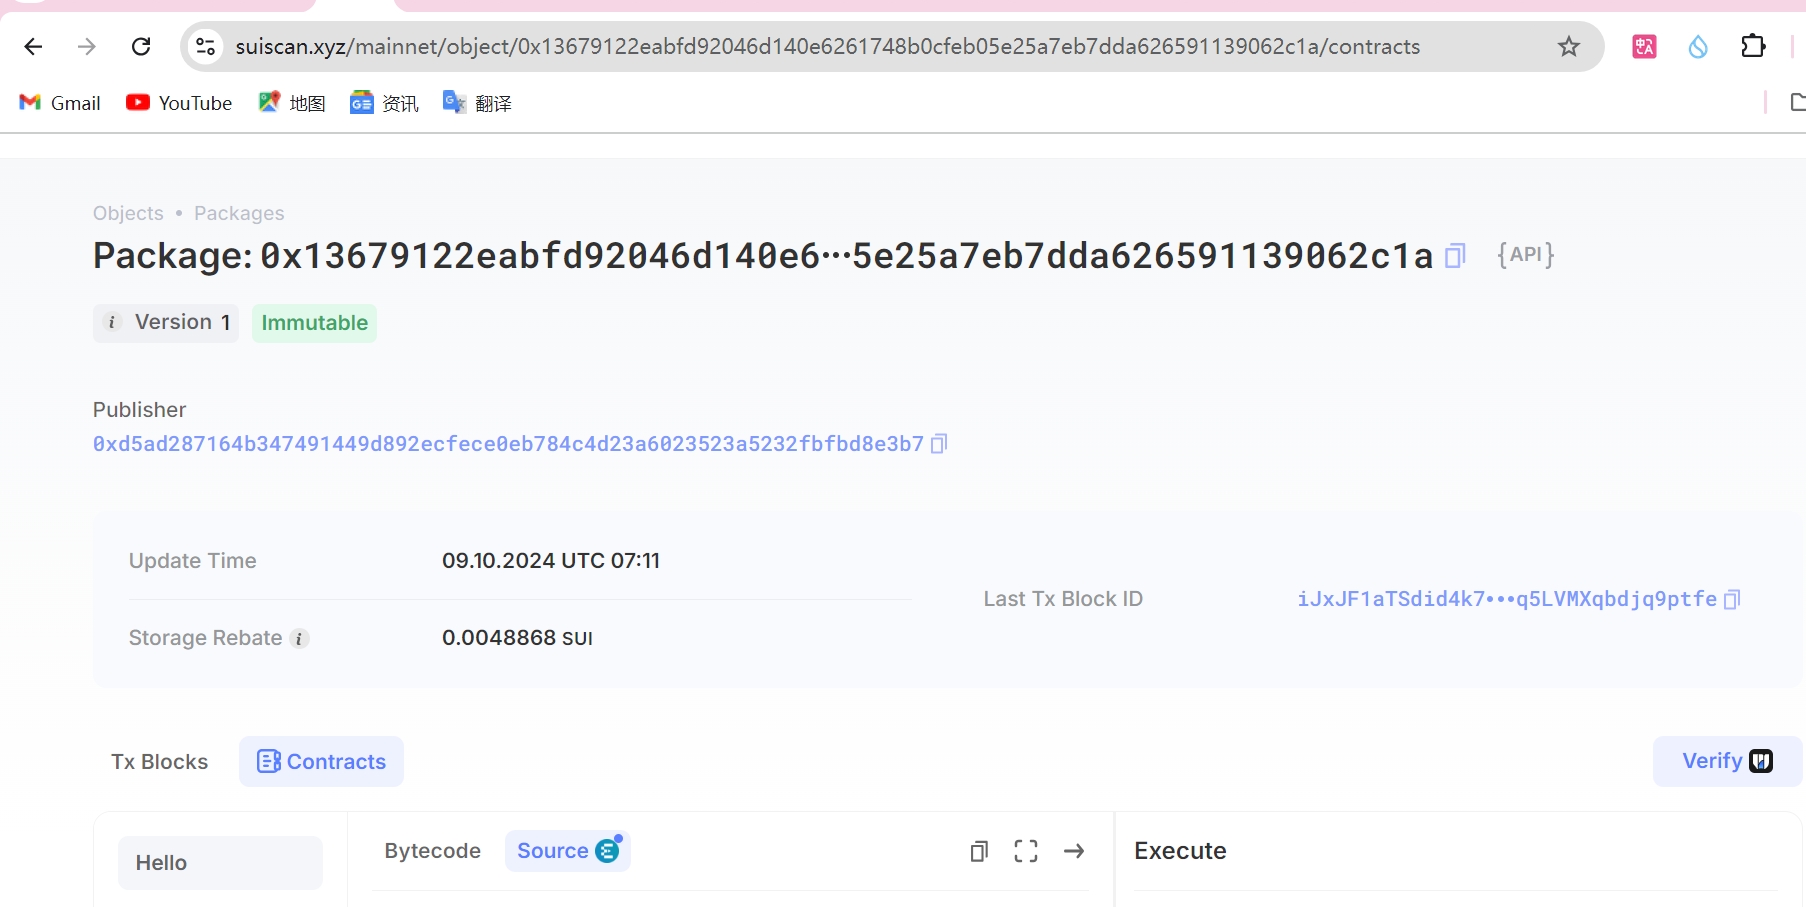 suiscan.xyz/mainnet/object/0x13679122eabfd92046d140e6261748b0cfeb05e25a7eb7dda626591139062c1a/contracts
Gmail YouTube 地图 资讯 翻译
Objects • Packages
Package: 0x13679122eabfd92046d140e6···5e25a7eb7dda626591139062c1a {API}
i Version 1 Immutable
Publisher
0xd5ad287164b347491449d892ecfece0eb784c4d23a6023523a5232fbfbd8e3b7
Update Time 09.10.2024 UTC 07:11
Last Tx Block ID iJxJF1aTSdid4k7•••q5LVMXqbdjq9ptfe
Storage Rebate i 0.0048868 SUI
Tx Blocks Contracts Verify
Hello Bytecode Source Execute